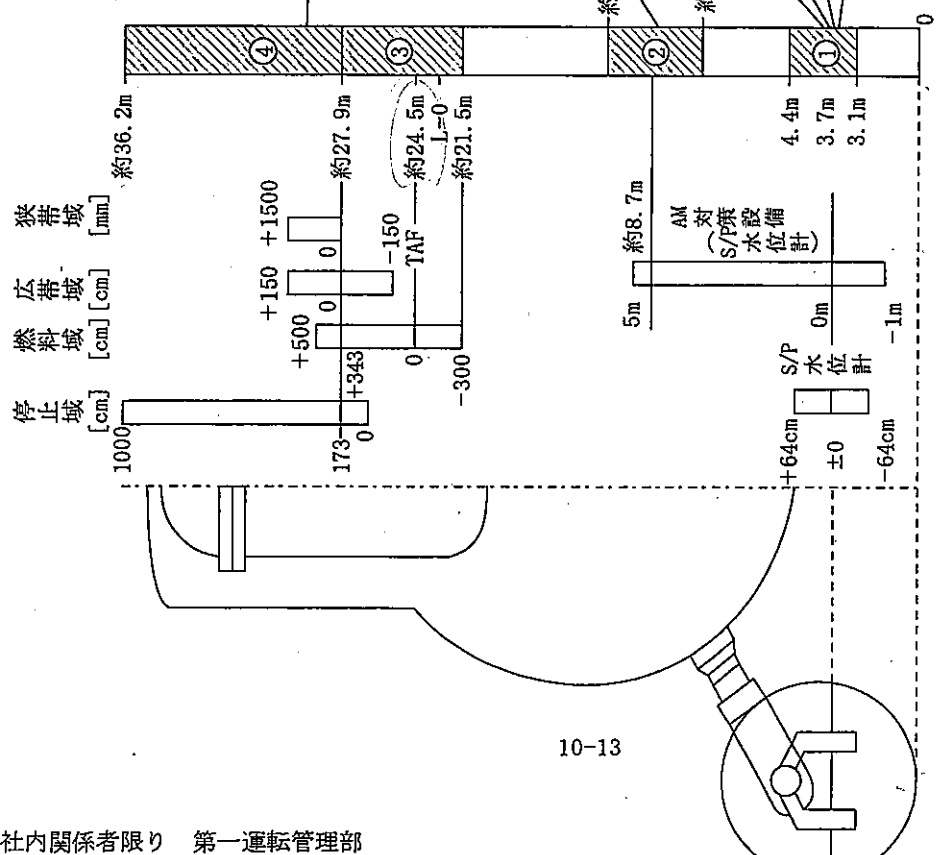 停止域
[cm]
燃料域
[cm]
広帯域
[cm]
狭帯域
[mm]
1000
173
0
+500
+343
0
-300
+150
0
-150
+1500
0
TAF
約36.2m
約27.9m
約24.5m
L=0
約21.5m
④
③
②
①
約
約
5m
約8.7m
AM対策設備
(S/P水位計)
0m
-1m
4.4m
3.7m
3.1m
0
S/P水位計
+64cm
±0
-64cm
10-13
社内関係者限り 第一運転管理部